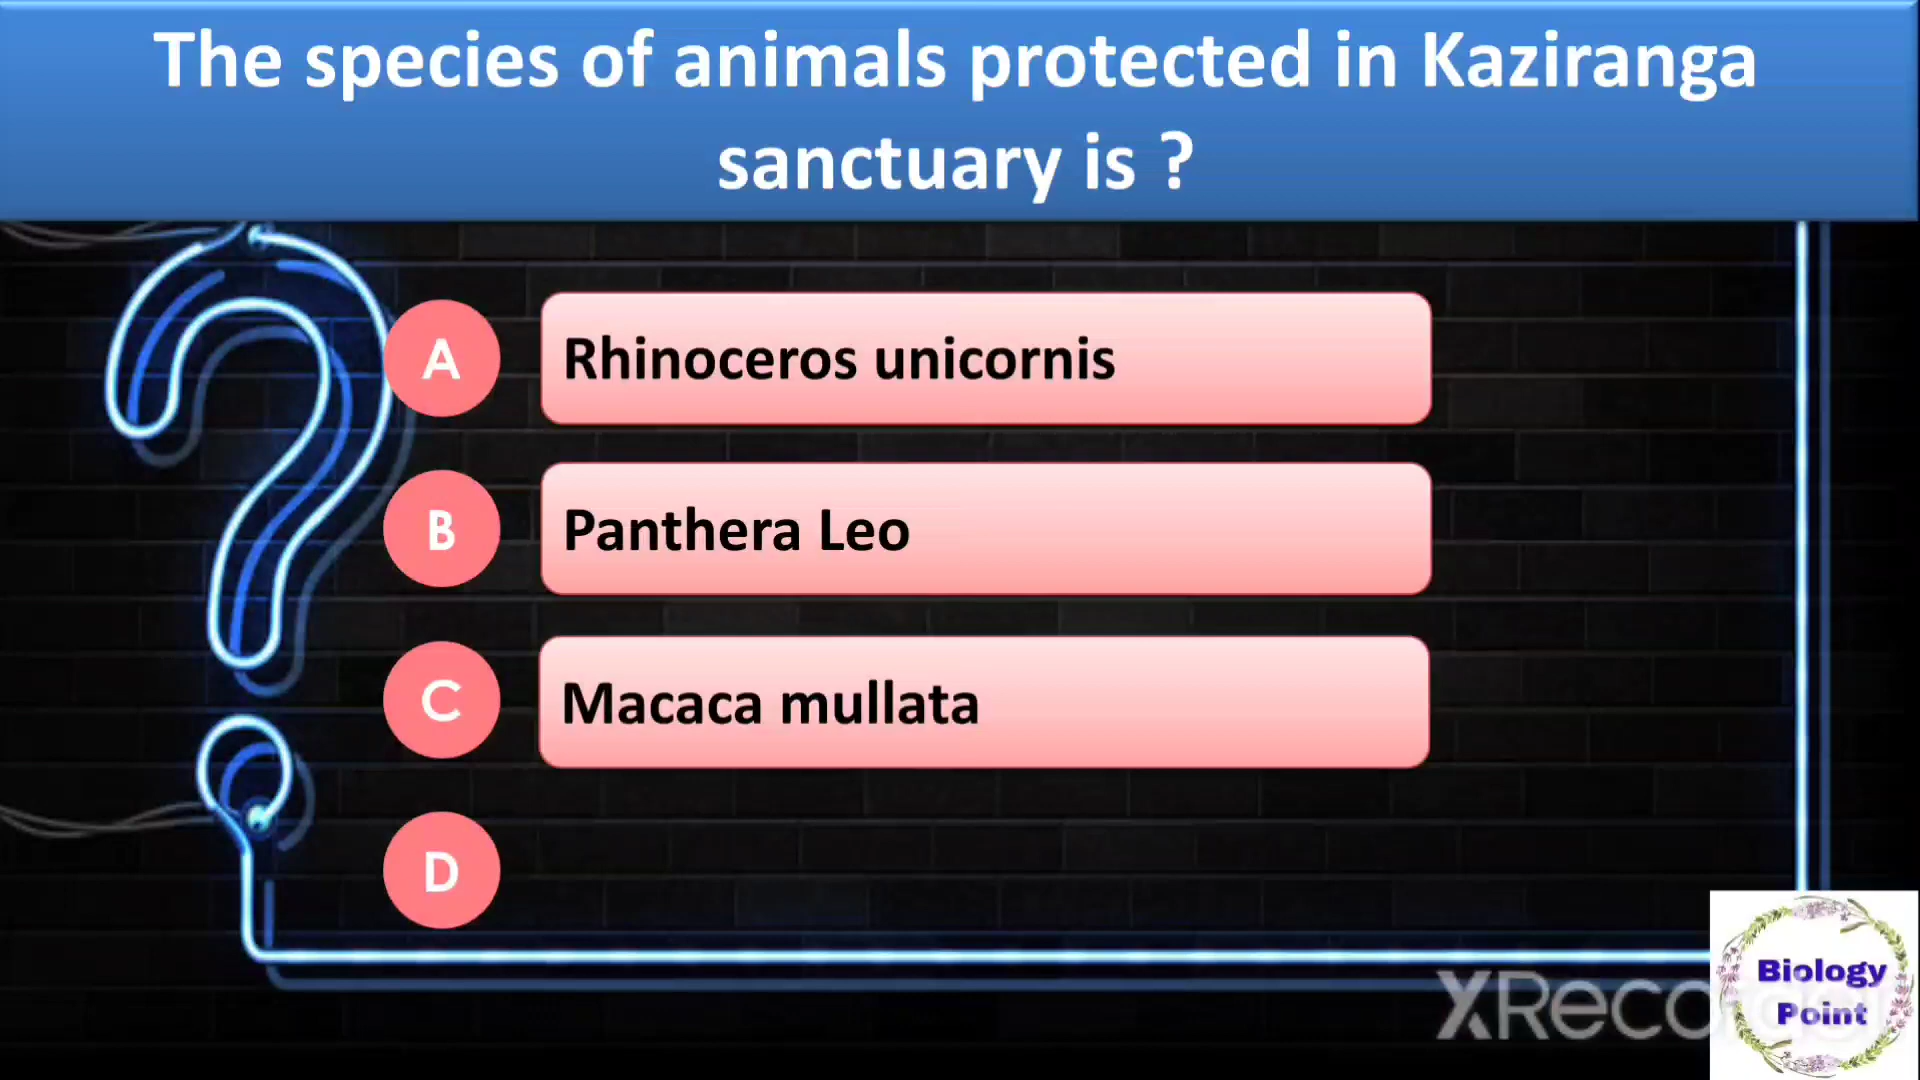 The species of animals protected in Kaziranga
sanctuary is ?
A
Rhinoceros unicornis
B
Panthera Leo
C
Macaca mullata
D
Biology
Point